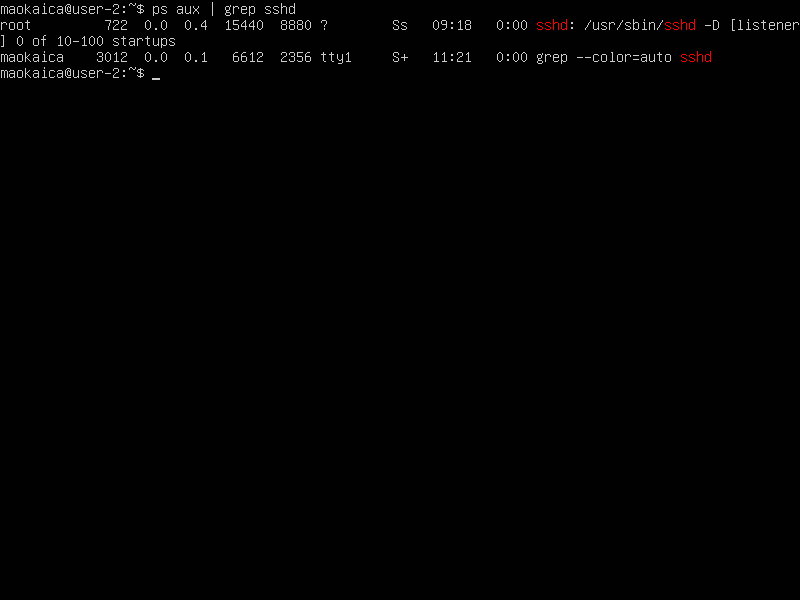 maokaica@user-2:~$ ps aux | grep sshd
root         722  0.0  0.4  15440  8880 ?        Ss   09:18   0:00 sshd: /usr/sbin/sshd -D [listener
] 0 of 10-100 startups
maokaica    3012  0.0  0.1   6612  2356 tty1     S+   11:21   0:00 grep --color=auto sshd
maokaica@user-2:~$ _